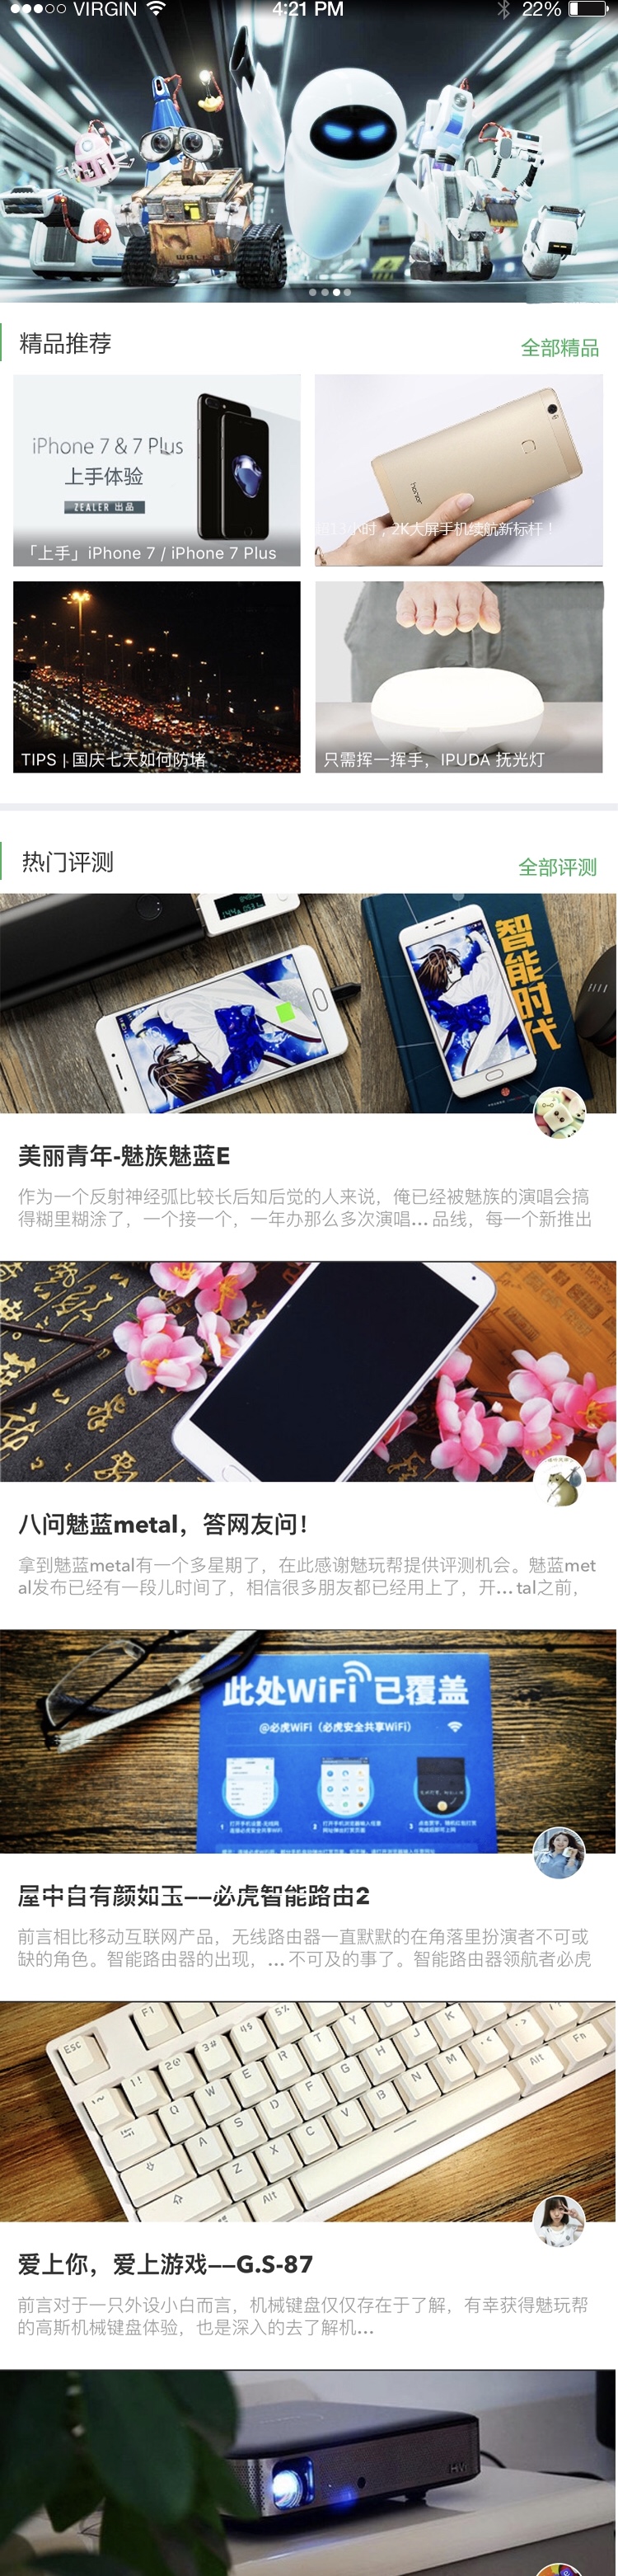 VIRGIN 4:21 PM 22%
WALL·E
精品推荐
全部精品
iPhone 7 & 7 Plus
上手体验
ZEALER 出品
「上手」iPhone 7 / iPhone 7 Plus
honor
小时，2K大屏手机续航新标杆！
TIPS | 国庆七天如何防堵
只需挥一挥手，IPUDA 抚光灯
热门评测
全部评测
智能时代
美丽青年-魅族魅蓝E
作为一个反射神经弧比较长后知后觉的人来说，俺已经被魅族的演唱会搞
得糊里糊涂了，一个接一个，一年办那么多次演唱... 品线，每一个新推出
八问魅蓝metal，答网友问！
拿到魅蓝metal有一个多星期了，在此感谢魅玩帮提供评测机会。魅蓝met
al发布已经有一段儿时间了，相信很多朋友都已经用上了，开... tal之前，
此处WiFi已覆盖
@必虎WiFi（必虎安全共享WiFi）
屋中自有颜如玉——必虎智能路由2
前言相比移动互联网产品，无线路由器一直默默的在角落里扮演者不可或
缺的角色。智能路由器的出现，... 不可及的事了。智能路由器领航者必虎
Esc F1
~ 1! 2@ 3# 4$ 5%
Q W E R T Y
A S D F G H J K
Z X C V B N M
Alt Alt Fn
爱上你，爱上游戏——G.S-87
前言对于一只外设小白而言，机械键盘仅仅存在于了解，有幸获得魅玩帮
的高斯机械键盘体验，也是深入的去了解机...